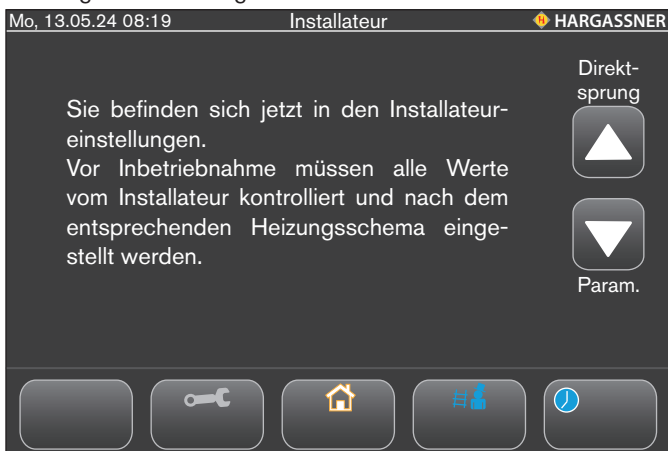 Mo, 13.05.24 08:19 Installateur HARGASSNER
Direkt-
sprung
Sie befinden sich jetzt in den Installateur-
einstellungen.
Vor Inbetriebnahme müssen alle Werte
vom Installateur kontrolliert und nach dem
entsprechenden Heizungsschema einge-
stellt werden.
Param.